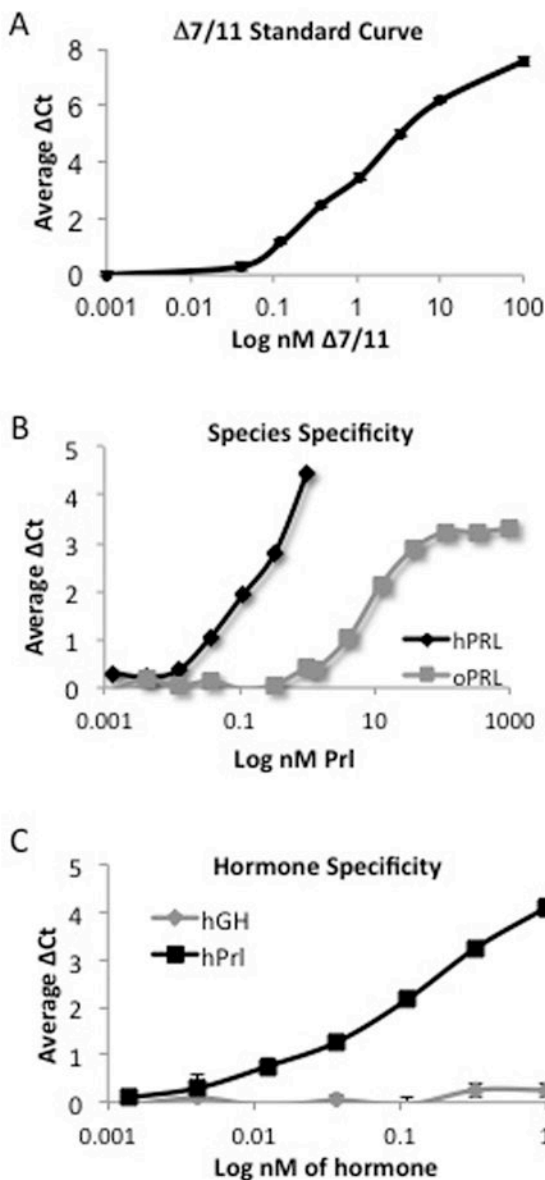 A
Δ7/11 Standard Curve
Average ΔCt
8
6
4
2
0
0.001 0.01 0.1 1 10 100
Log nM Δ7/11
B
Species Specificity
Average ΔCt
5
4
3
2
1
0
hPRL
oPRL
0.001 0.1 10 1000
Log nM Prl
C
Hormone Specificity
Average ΔCt
5
4
3
2
1
0
hGH
hPrl
0.001 0.01 0.1 1
Log nM of hormone